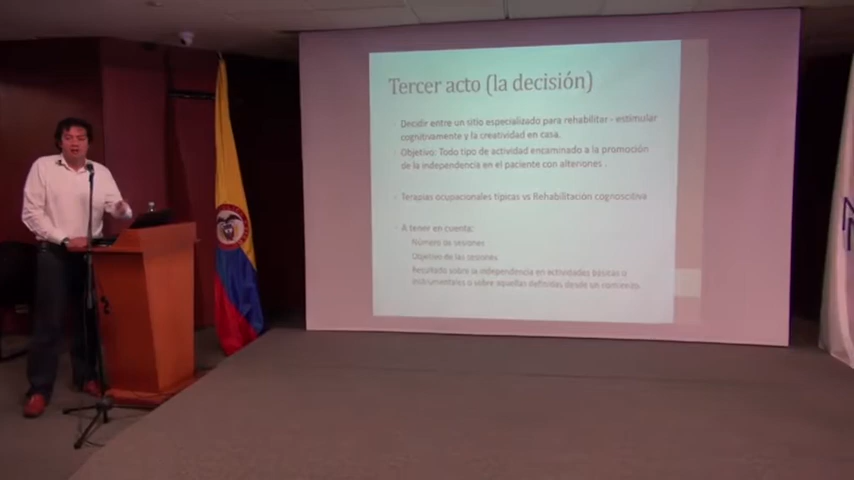 Tercer acto (la decisión)
Decidir entre un sitio especializado para rehabilitar - estimular
cognitivamente y la creatividad en casa.
Objetivo: Todo tipo de actividad encaminado a la promoción
de la independencia en el paciente con alteriones .
Terapias ocupacionales típicas vs Rehabilitación cognoscitiva
A tener en cuenta:
Número de sesiones
Objetivo de las sesiones
Resultado sobre la independencia en actividades básicas o
instrumentales o sobre aquellas definidas desde un comienzo.